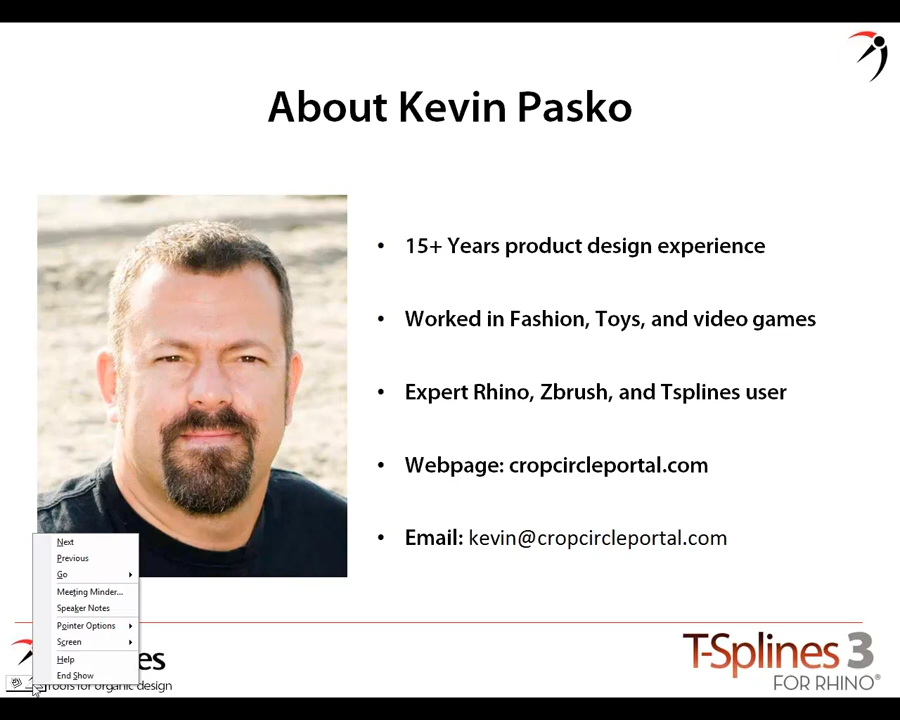 About Kevin Pasko
• 15+ Years product design experience
• Worked in Fashion, Toys, and video games
• Expert Rhino, Zbrush, and Tsplines user
• Webpage: cropcircleportal.com
• Email: kevin@cropcircleportal.com
Next
Previous
Go
Meeting Minder...
Speaker Notes
Pointer Options
Screen
Help
End Show
Tools for organic design
T-Splines 3
FOR RHINO®